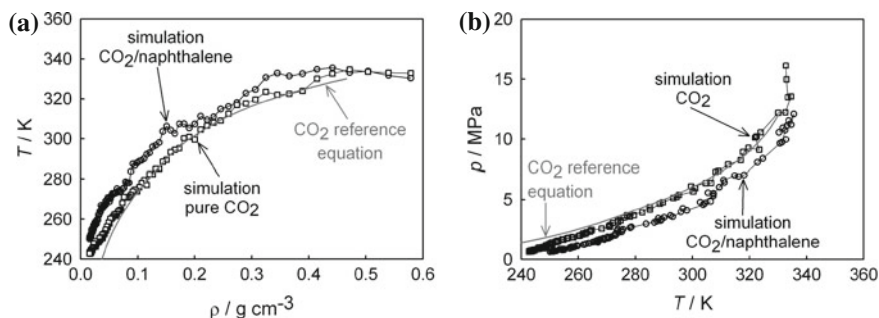 (a)
360
340
320
300
280
260
240
T / K
simulation
CO2/naphthalene
CO2 reference
equation
simulation
pure CO2
0.0 0.1 0.2 0.3 0.4 0.5 0.6
ρ / g cm-3
(b)
20
15
10
5
0
p / MPa
simulation
CO2
CO2 reference
equation
simulation
CO2/naphthalene
240 260 280 300 320 340 360
T / K